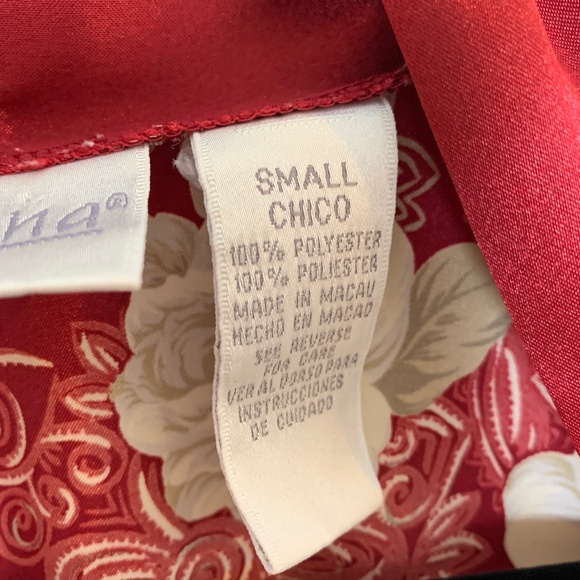 na®
SMALL
CHICO
100% POLYESTER
100% POLIESTER
MADE IN MACAU
HECHO EN MACAO
SEE REVERSE
FOR CARE
VER AL DORSO PARA
INSTRUCCIONES
DE CUIDADO